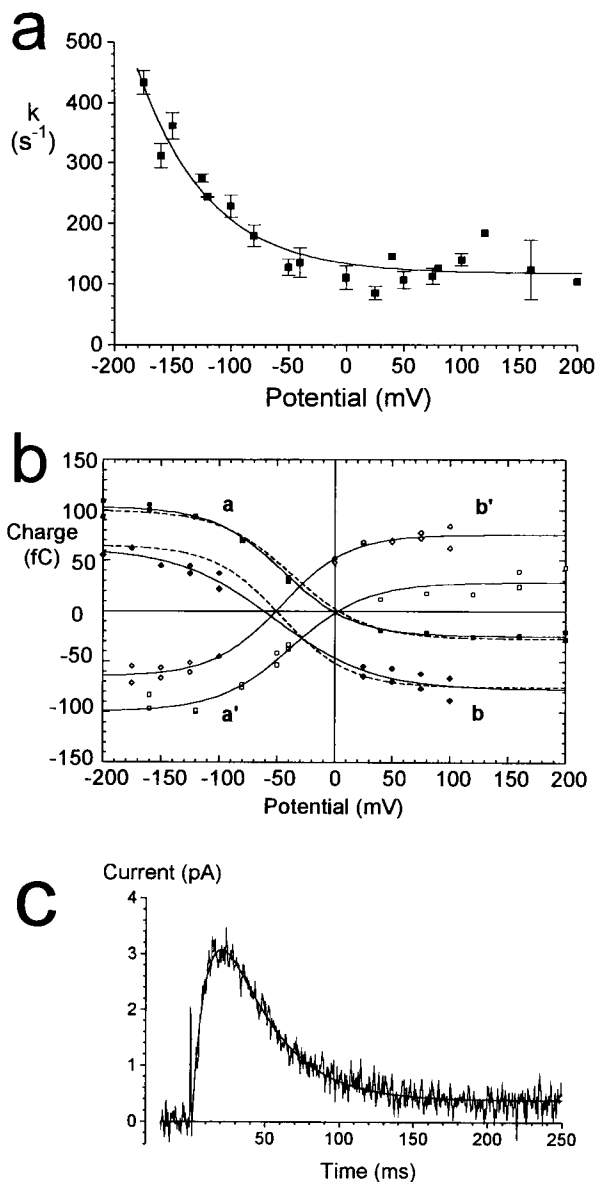 a
500
400
k
(s-1)
300
200
100
0
-200 -150 -100 -50 0 50 100 150 200
Potential (mV)
b
150
a b'
100
Charge
(fC)
50
0
-50
-100
a' b
-150
-200 -150 -100 -50 0 50 100 150 200
Potential (mV)
c
Current (pA)
4
3
2
1
0
50 100 150 200 250
Time (ms)